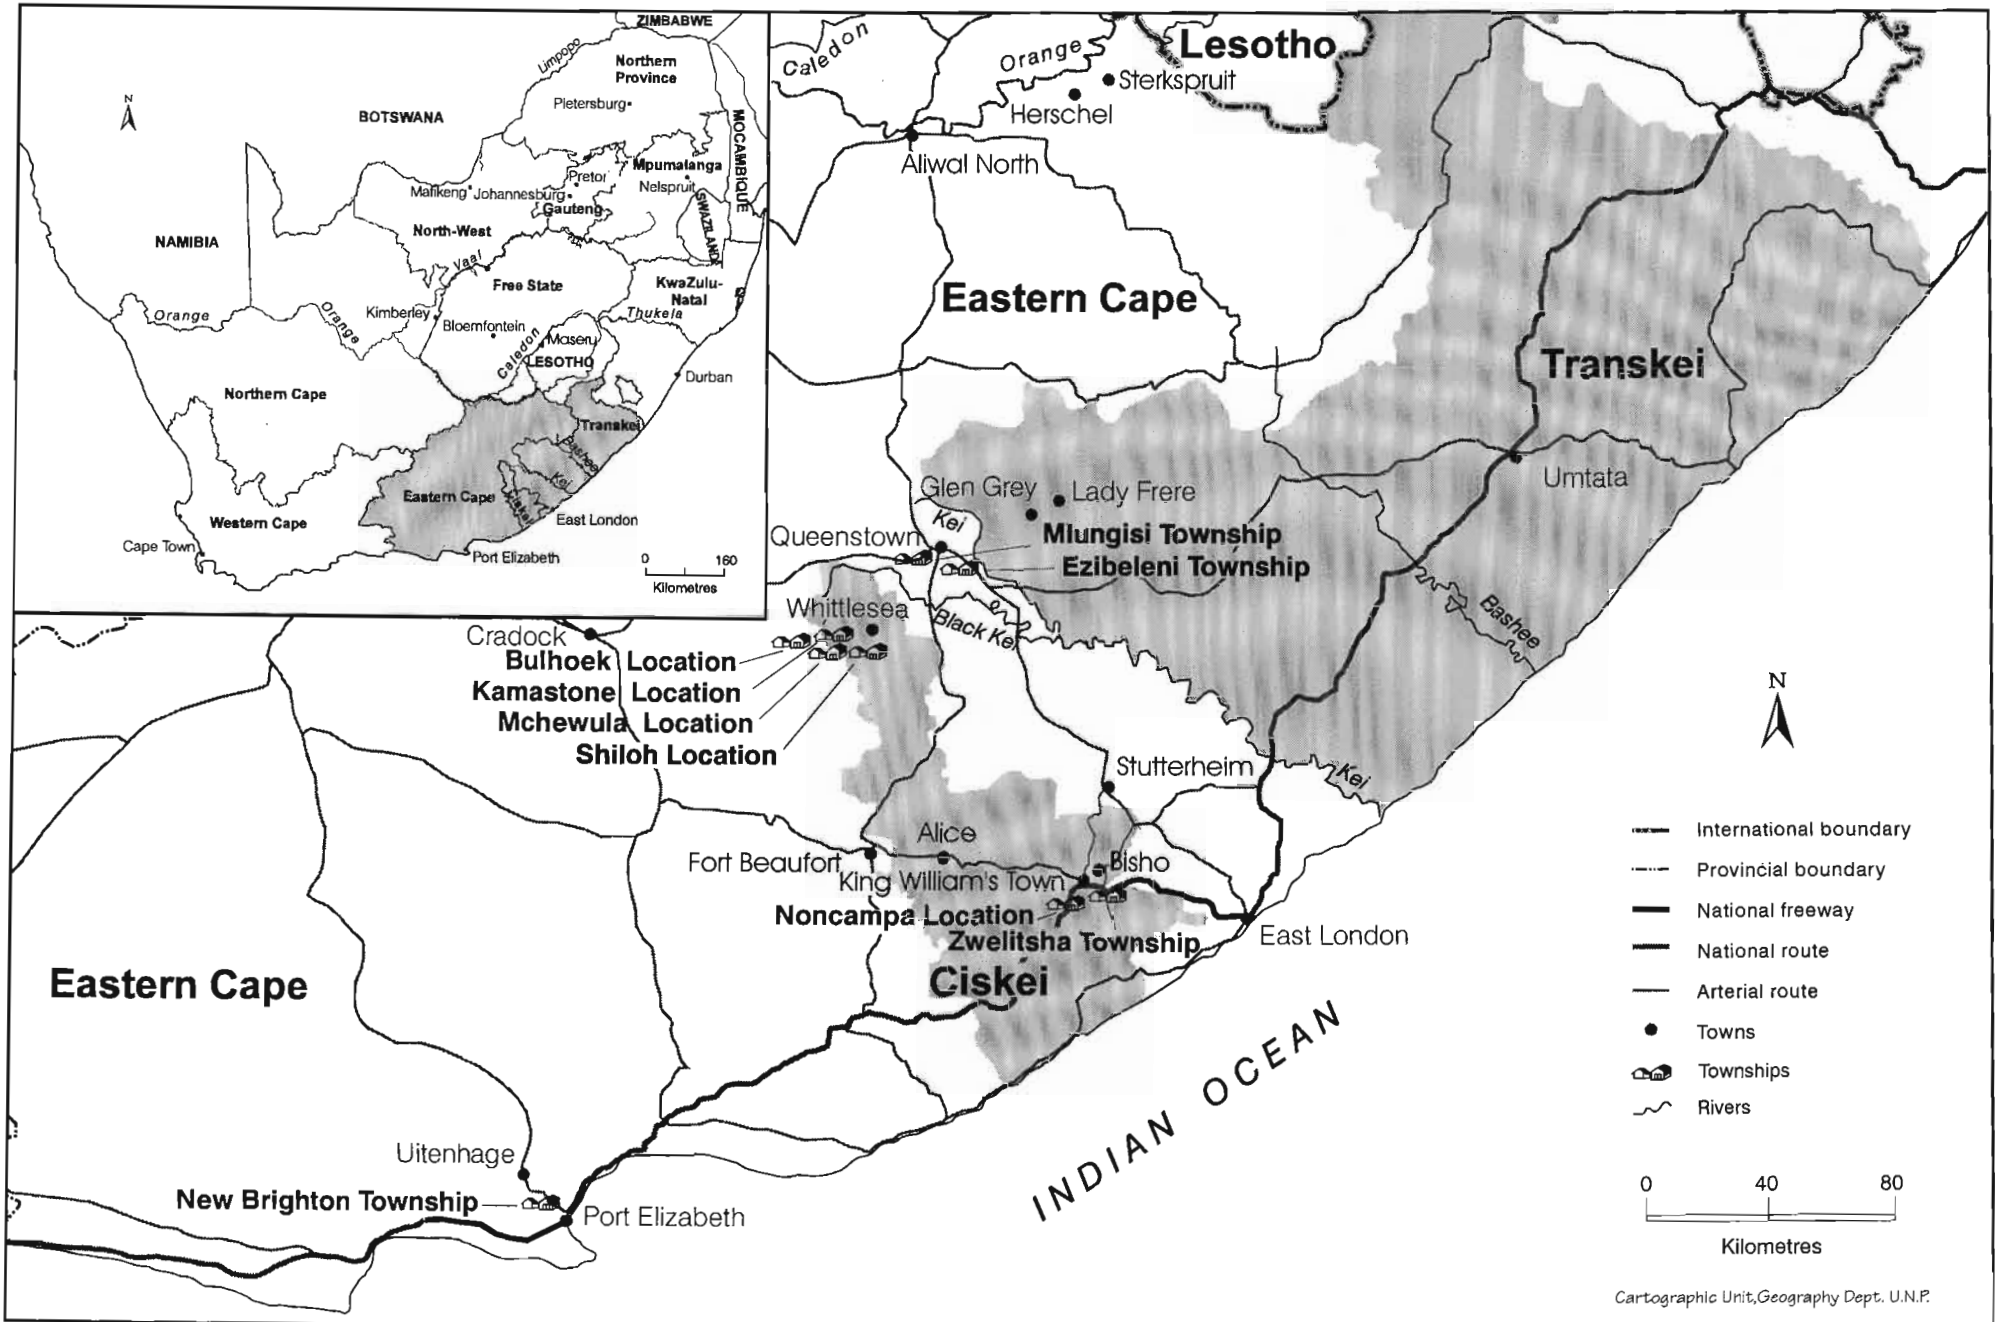 ZIMBABWE
Limpopo
Northern
Province
Pietersburg
BOTSWANA
MOCAMBIQUE
N
Mpumalanga
Pretor
Nelspruit
Mafikeng
Johannesburg
Gauteng
SWAZILAND
North-West
NAMIBIA
Vaal
Free State
KwaZulu-
Natal
Orange
Orange
Kimberley
Thukela
Bloemfontein
Caledon
Maseru
LESOTHO
Durban
Northern Cape
Transkei
Bashee
Kei
Eastern Cape
Ciskei
East London
Western Cape
Cape Town
Port Elizabeth
0 160
Kilometres
Caledon
Orange
Lesotho
Sterkspruit
Herschel
Aliwal North
Eastern Cape
Transkei
Glen Grey
Lady Frere
Umtata
Kei
Queenstown
Mlungisi Township
Ezibeleni Township
Whittlesea
Black Kei
Bashee
Cradock
Bulhoek Location
Kamastone Location
Mchewula Location
Shiloh Location
N
Stutterheim
Kei
Alice
Fort Beaufort
Bisho
King William's Town
Noncampa Location
Zwelitsha Township
East London
Ciskei
Eastern Cape
INDIAN OCEAN
Uitenhage
New Brighton Township
Port Elizabeth
International boundary
Provincial boundary
National freeway
National route
Arterial route
Towns
Townships
Rivers
0 40 80
Kilometres
Cartographic Unit,Geography Dept. U.N.P.